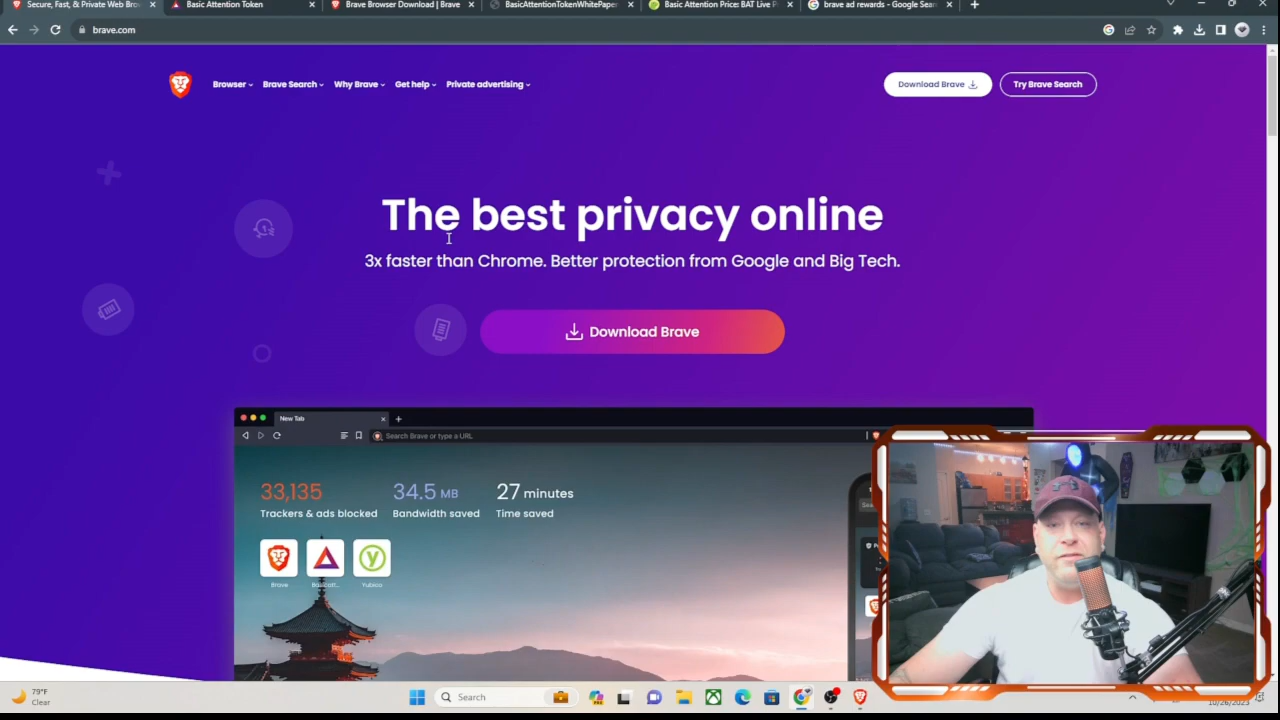 Secure, Fast, & Private Web Bro
Basic Attention Token
Brave Browser Download | Brave
BasicAttentionTokenWhitePaper
Basic Attention Price: BAT Live P
brave ad rewards - Google Sear
brave.com
Browser
Brave Search
Why Brave
Get help
Private advertising
Download Brave
Try Brave Search
The best privacy online
3x faster than Chrome. Better protection from Google and Big Tech.
Download Brave
New Tab
Search Brave or type a URL
33,135
34.5 MB
27 minutes
Trackers & ads blocked
Bandwidth saved
Time saved
Brave
Yubico
79°F
Clear
Search
10/26/2023